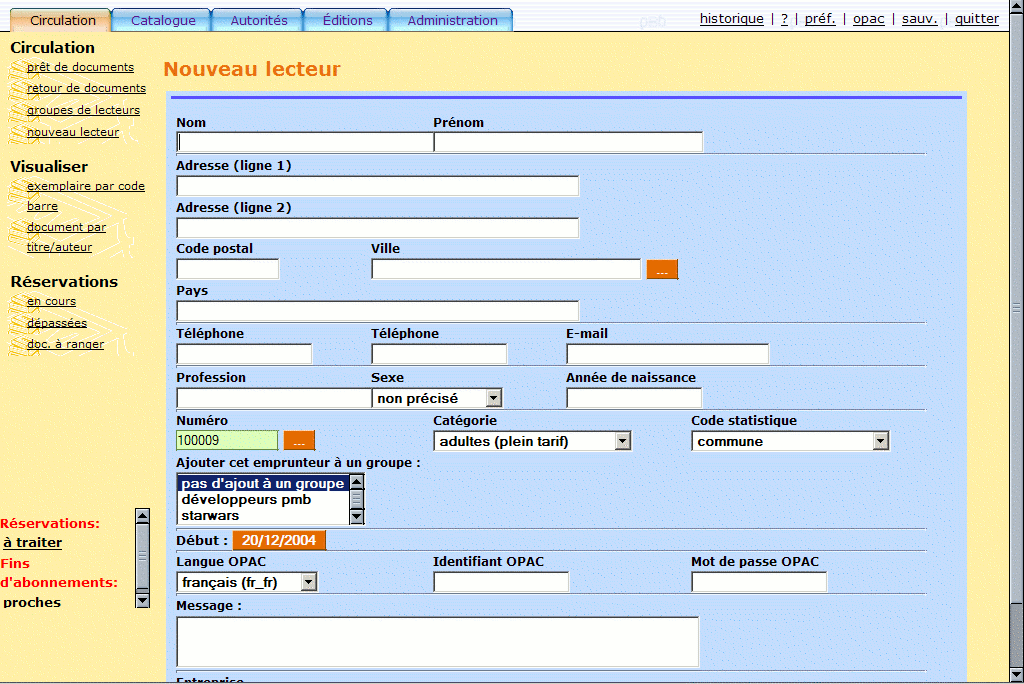 Circulation Catalogue Autorités Éditions Administration historique | ? | préf. | opac | sauv. | quitter
Circulation
prêt de documents
retour de documents
groupes de lecteurs
nouveau lecteur
Visualiser
exemplaire par code
barre
document par
titre/auteur
Réservations
en cours
dépassées
doc. à ranger
Réservations:
à traiter
Fins
d'abonnements:
proches
Nouveau lecteur
Nom Prénom
Adresse (ligne 1)
Adresse (ligne 2)
Code postal Ville
...
Pays
Téléphone Téléphone E-mail
Profession Sexe Année de naissance
non précisé
Numéro Catégorie Code statistique
100009 ... adultes (plein tarif) commune
Ajouter cet emprunteur à un groupe :
pas d'ajout à un groupe
développeurs pmb
starwars
Début : 20/12/2004
Langue OPAC Identifiant OPAC Mot de passe OPAC
français (fr_fr)
Message :
Entreprise